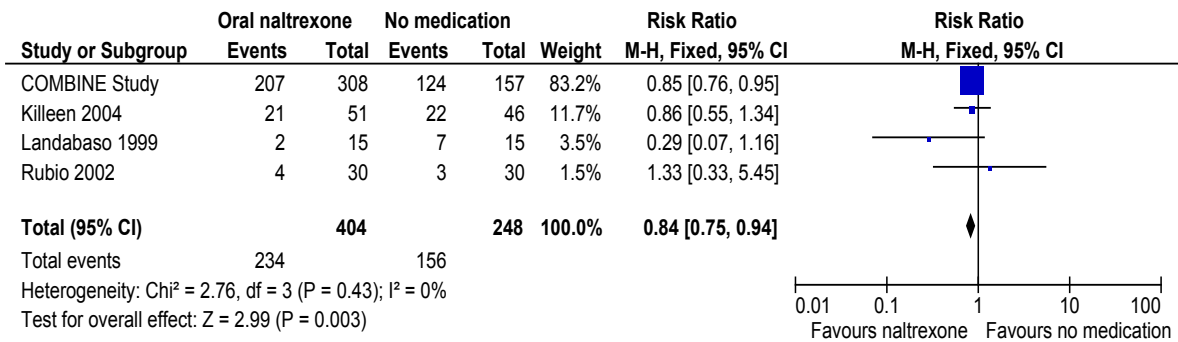 Oral naltrexone No medication Risk Ratio Risk Ratio
Study or Subgroup Events Total Events Total Weight M-H, Fixed, 95% CI M-H, Fixed, 95% CI
COMBINE Study 207 308 124 157 83.2% 0.85 [0.76, 0.95]
Killeen 2004 21 51 22 46 11.7% 0.86 [0.55, 1.34]
Landabaso 1999 2 15 7 15 3.5% 0.29 [0.07, 1.16]
Rubio 2002 4 30 3 30 1.5% 1.33 [0.33, 5.45]
Total (95% CI) 404 248 100.0% 0.84 [0.75, 0.94]
Total events 234 156
Heterogeneity: Chi² = 2.76, df = 3 (P = 0.43); I² = 0%
Test for overall effect: Z = 2.99 (P = 0.003)
0.01 0.1 1 10 100
Favours naltrexone Favours no medication